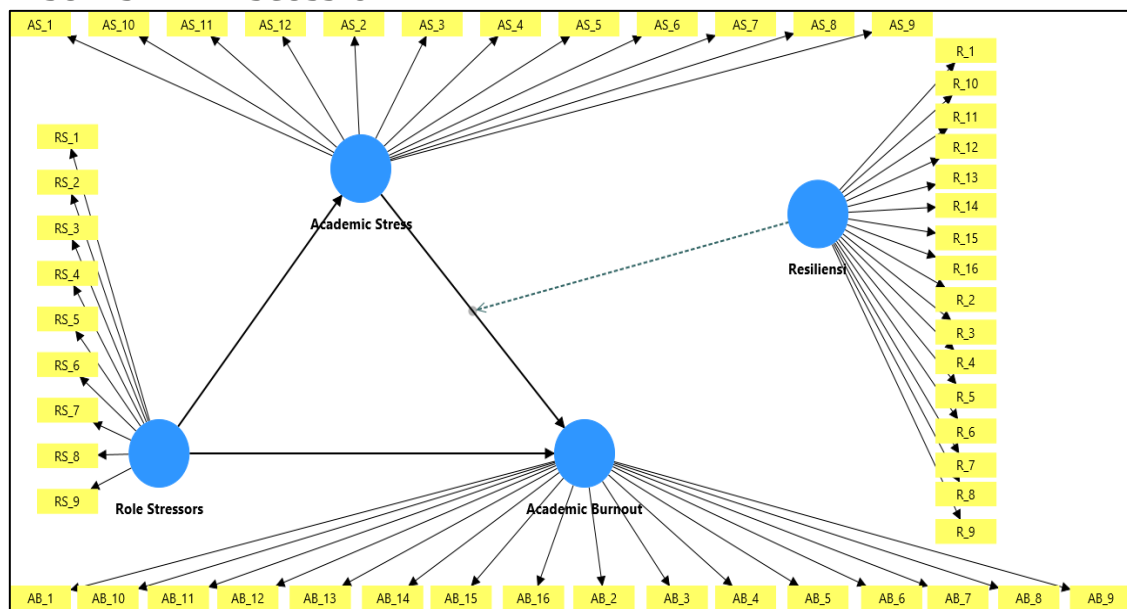 AS_1 AS_10 AS_11 AS_12 AS_2 AS_3 AS_4 AS_5 AS_6 AS_7 AS_8 AS_9
R_1
R_10
R_11
R_12
R_13
R_14
R_15
R_16
R_2
R_3
R_4
R_5
R_6
R_7
R_8
R_9
RS_1
RS_2
RS_3
RS_4
RS_5
RS_6
RS_7
RS_8
RS_9
Academic Stress
Resiliensi
Role Stressors
Academic Burnout
AB_1 AB_10 AB_11 AB_12 AB_13 AB_14 AB_15 AB_16 AB_2 AB_3 AB_4 AB_5 AB_6 AB_7 AB_8 AB_9